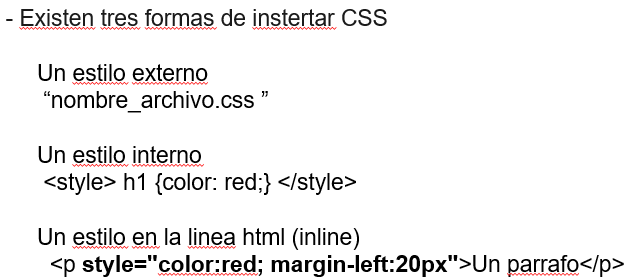 - Existen tres formas de instertar CSS
Un estilo externo
“nombre_archivo.css ”
Un estilo interno
<style> h1 {color: red;} </style>
Un estilo en la linea html (inline)
<p style="color:red; margin-left:20px">Un parrafo</p>